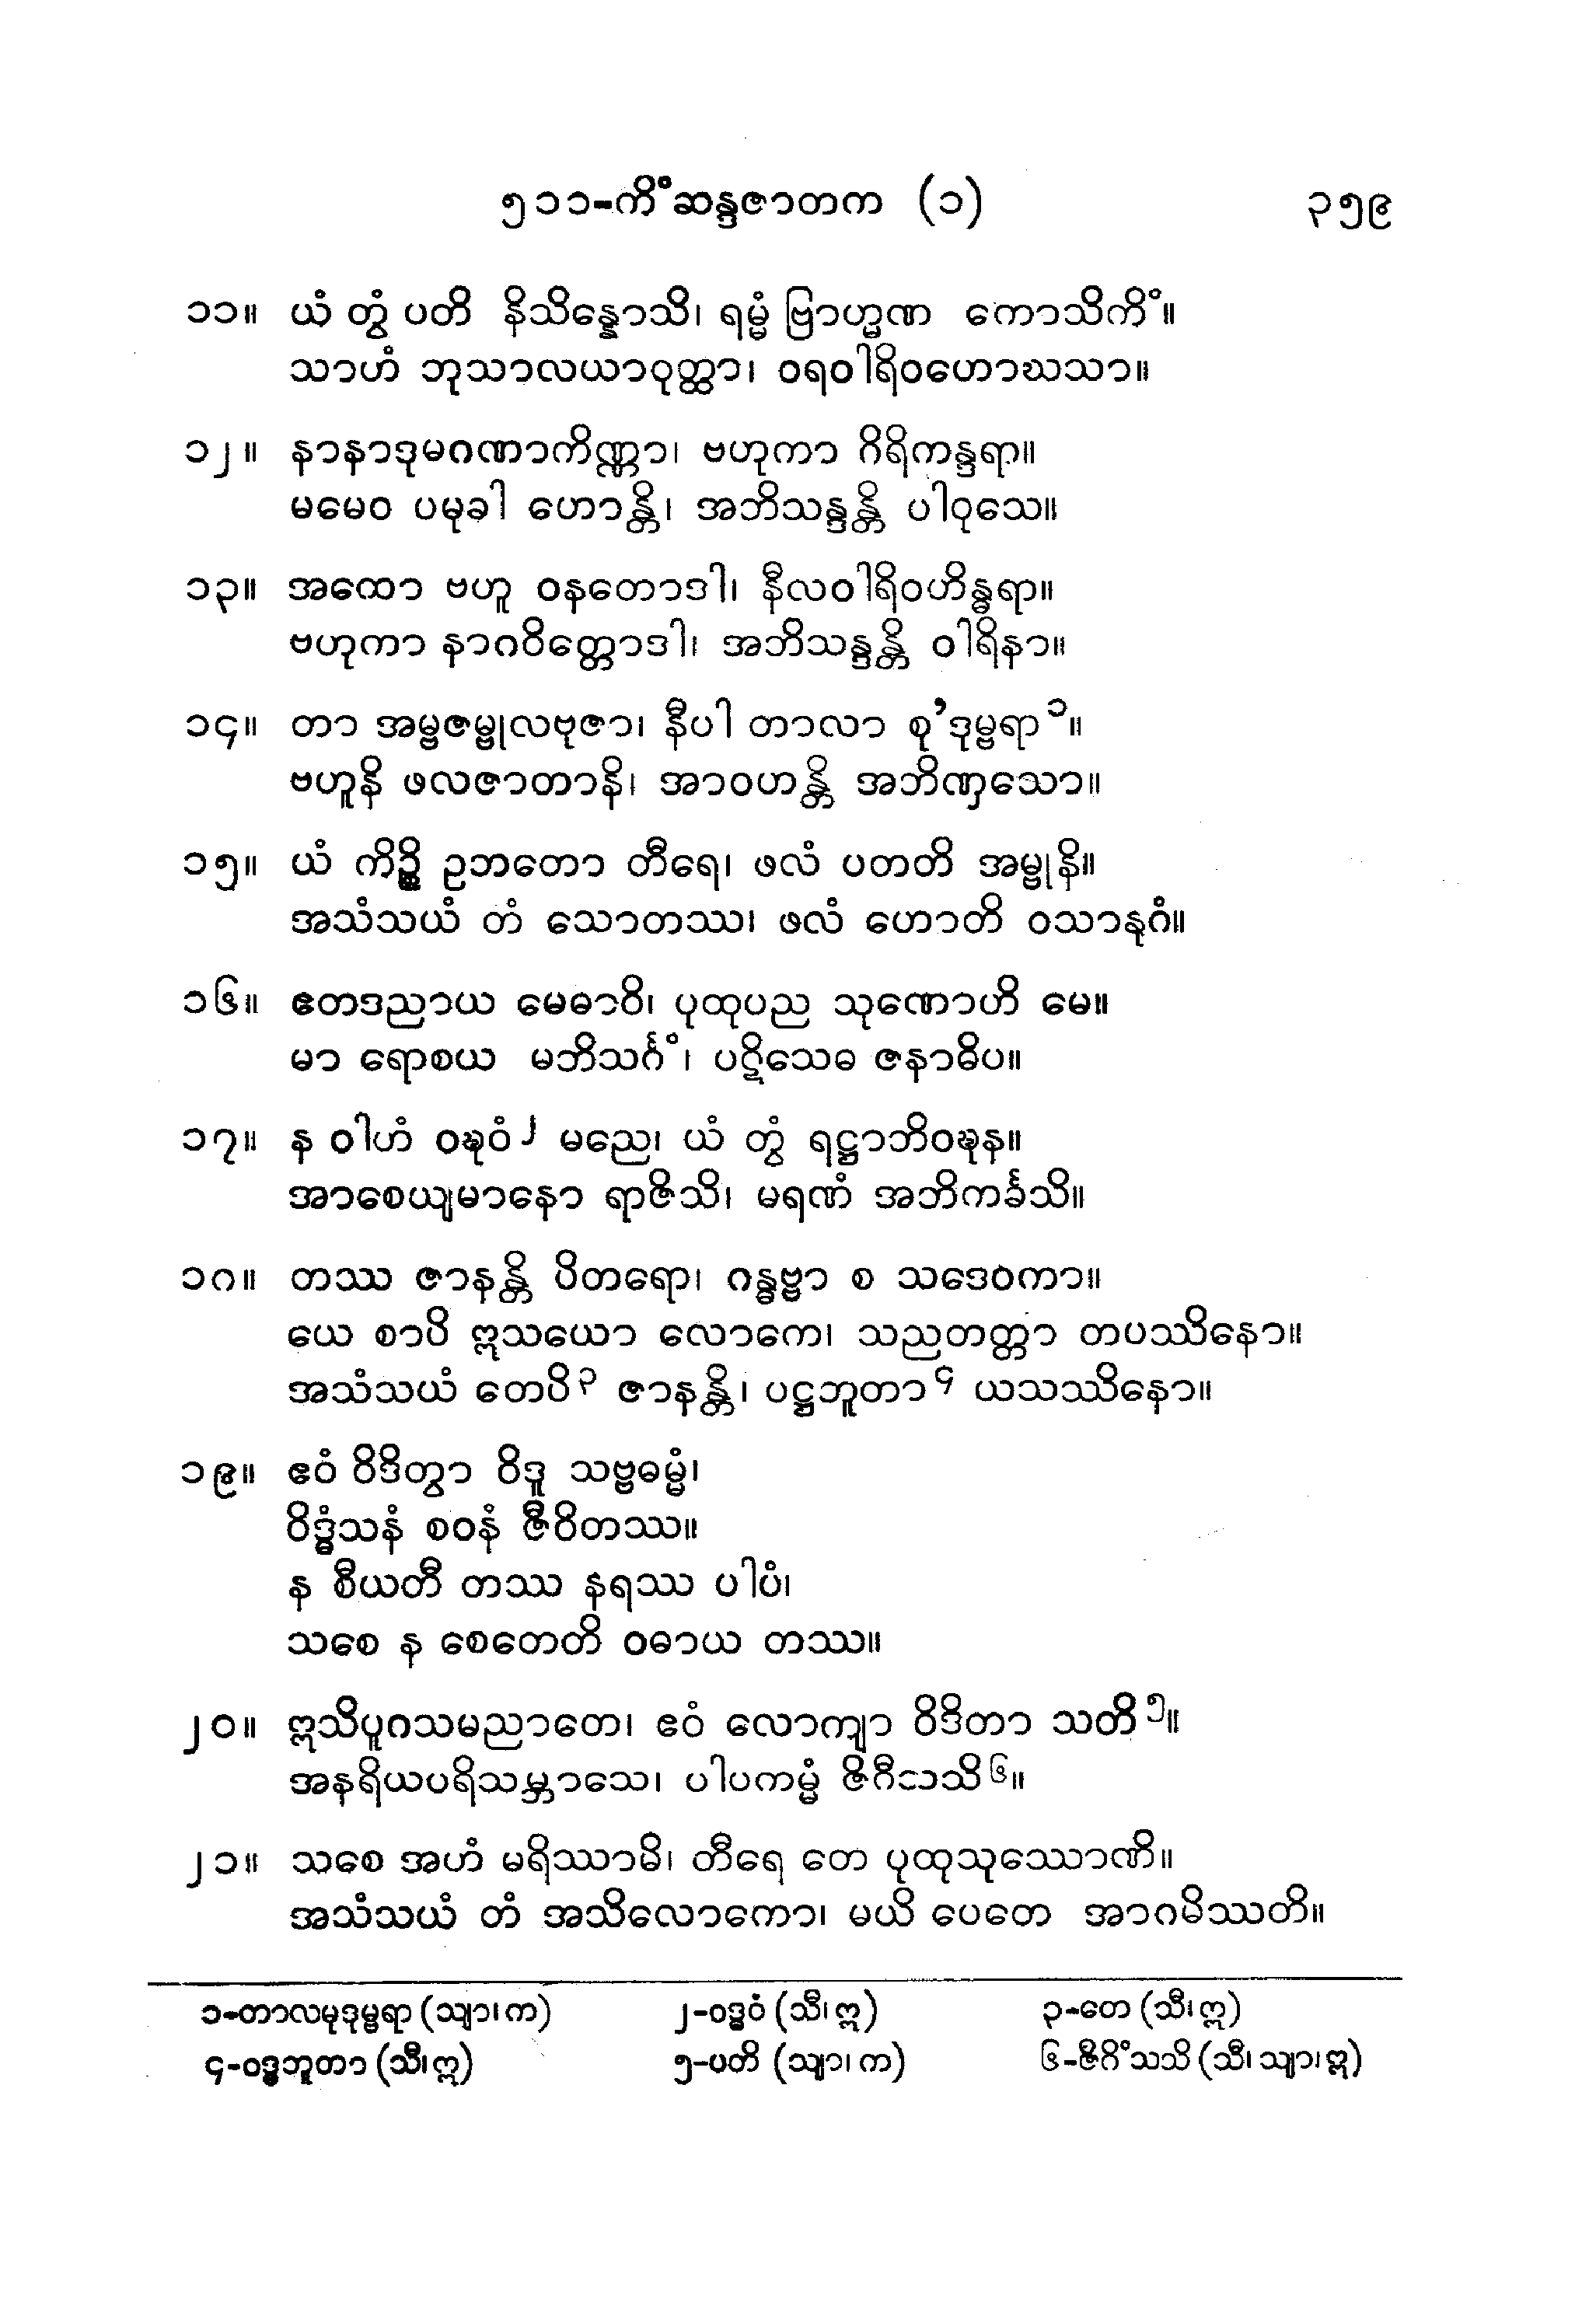 ၅၁၁-ကိံဆန္ဒဇာတက (၁) ၃၅၉
၁၁။ ယံ တွံ ပတိ နိသိန္နောသိ၊ ရမ္မံ ဗြာဟ္မဏ ကောသိကိံ။
သာဟံ ဘုသာလယာဝုတ္ထာ၊ ဝရဝါရိဝဟောဃသာ။
၁၂။ နာနာဒုမဂဏာကိဏ္ဏာ၊ ဗဟုကာ ဂိရိကန္ဒရာ။
မမေဝ ပမုခါ ဟောန္တိ၊ အဘိသန္ဒန္တိ ပါဝုသေ။
၁၃။ အထော ဗဟူ ဝနတောဒါ၊ နီလဝါရိဝဟိန္ဓရာ။
ဗဟုကာ နာဂဝိတ္တောဒါ၊ အဘိသန္ဒန္တိ ဝါရိနာ။
၁၄။ တာ အမ္ဗဇမ္ဗုလဗုဇာ၊ နီပါ တာလာ စု’ဒုမ္ဗရာ၁။
ဗဟူနိ ဖလဇာတာနိ၊ အာဝဟန္တိ အဘိဏှသော။
၁၅။ ယံ ကိဉ္စိ ဥဘတော တီရေ၊ ဖလံ ပတတိ အမ္ဗုနိ။
အသံသယံ တံ သောတဿ၊ ဖလံ ဟောတိ ဝသာနုဂံ။
၁၆။ ဧတဒညာယ မေဓာဝိ၊ ပုထုပည သုဏောဟိ မေ။
မာ ရောစယ မဘိသင်္ဂံ၊ ပဋိသေဓ ဇနာဓိပ။
၁၇။ န ဝါဟံ ဝဍ္ဎဝံ၂ မညေ၊ ယံ တွံ ရဋ္ဌာဘိဝဍ္ဎန။
အာစေယျမာနော ရာဇိသိ၊ မရဏံ အဘိကင်္ခသိ။
၁၈။ တဿ ဇာနန္တိ ပိတရော၊ ဂန္ဓဗ္ဗာ စ သဒေဝကာ။
ယေ စာပိ ဣသယော လောကေ၊ သညတတ္တာ တပဿိနော။
အသံသယံ တေပိ၃ ဇာနန္တိ၊ ပဋ္ဌဘူတာ၄ ယသဿိနော။
၁၉။ ဧဝံ ဝိဒိတွာ ဝိဒူ သဗ္ဗဓမ္မံ၊
ဝိဒ္ဓံသနံ စဝနံ ဇီဝိတဿ။
န စီယတီ တဿ နရဿ ပါပံ၊
သစေ န စေတေတိ ဝဓာယ တဿ။
၂၀။ ဣသိပူဂသမညာတေ၊ ဧဝံ လောကျာ ဝိဒိတာ သတိ၅။
အနရိယပရိသမ္ဘာသေ၊ ပါပကမ္မံ ဇိဂီသသိ၆။
၂၁။ သစေ အဟံ မရိဿာမိ၊ တီရေ တေ ပုထုသုဿောဏိ။
အသံသယံ တံ အသိလောကော၊ မယိ ပေတေ အာဂမိဿတိ။
၁-တာလမုဒုမ္ဗရာ (သျာ၊ က) ၂-ဝဒ္ဓဝံ (သီ၊ ဣ) ၃-တေ (သီ၊ ဣ)
၄-ဝဒ္ဓဘူတာ (သီ၊ ဣ) ၅-ပတိ (သျာ၊ က) ၆-ဇိဂိံသသိ (သီ၊ သျာ၊ ဣ)